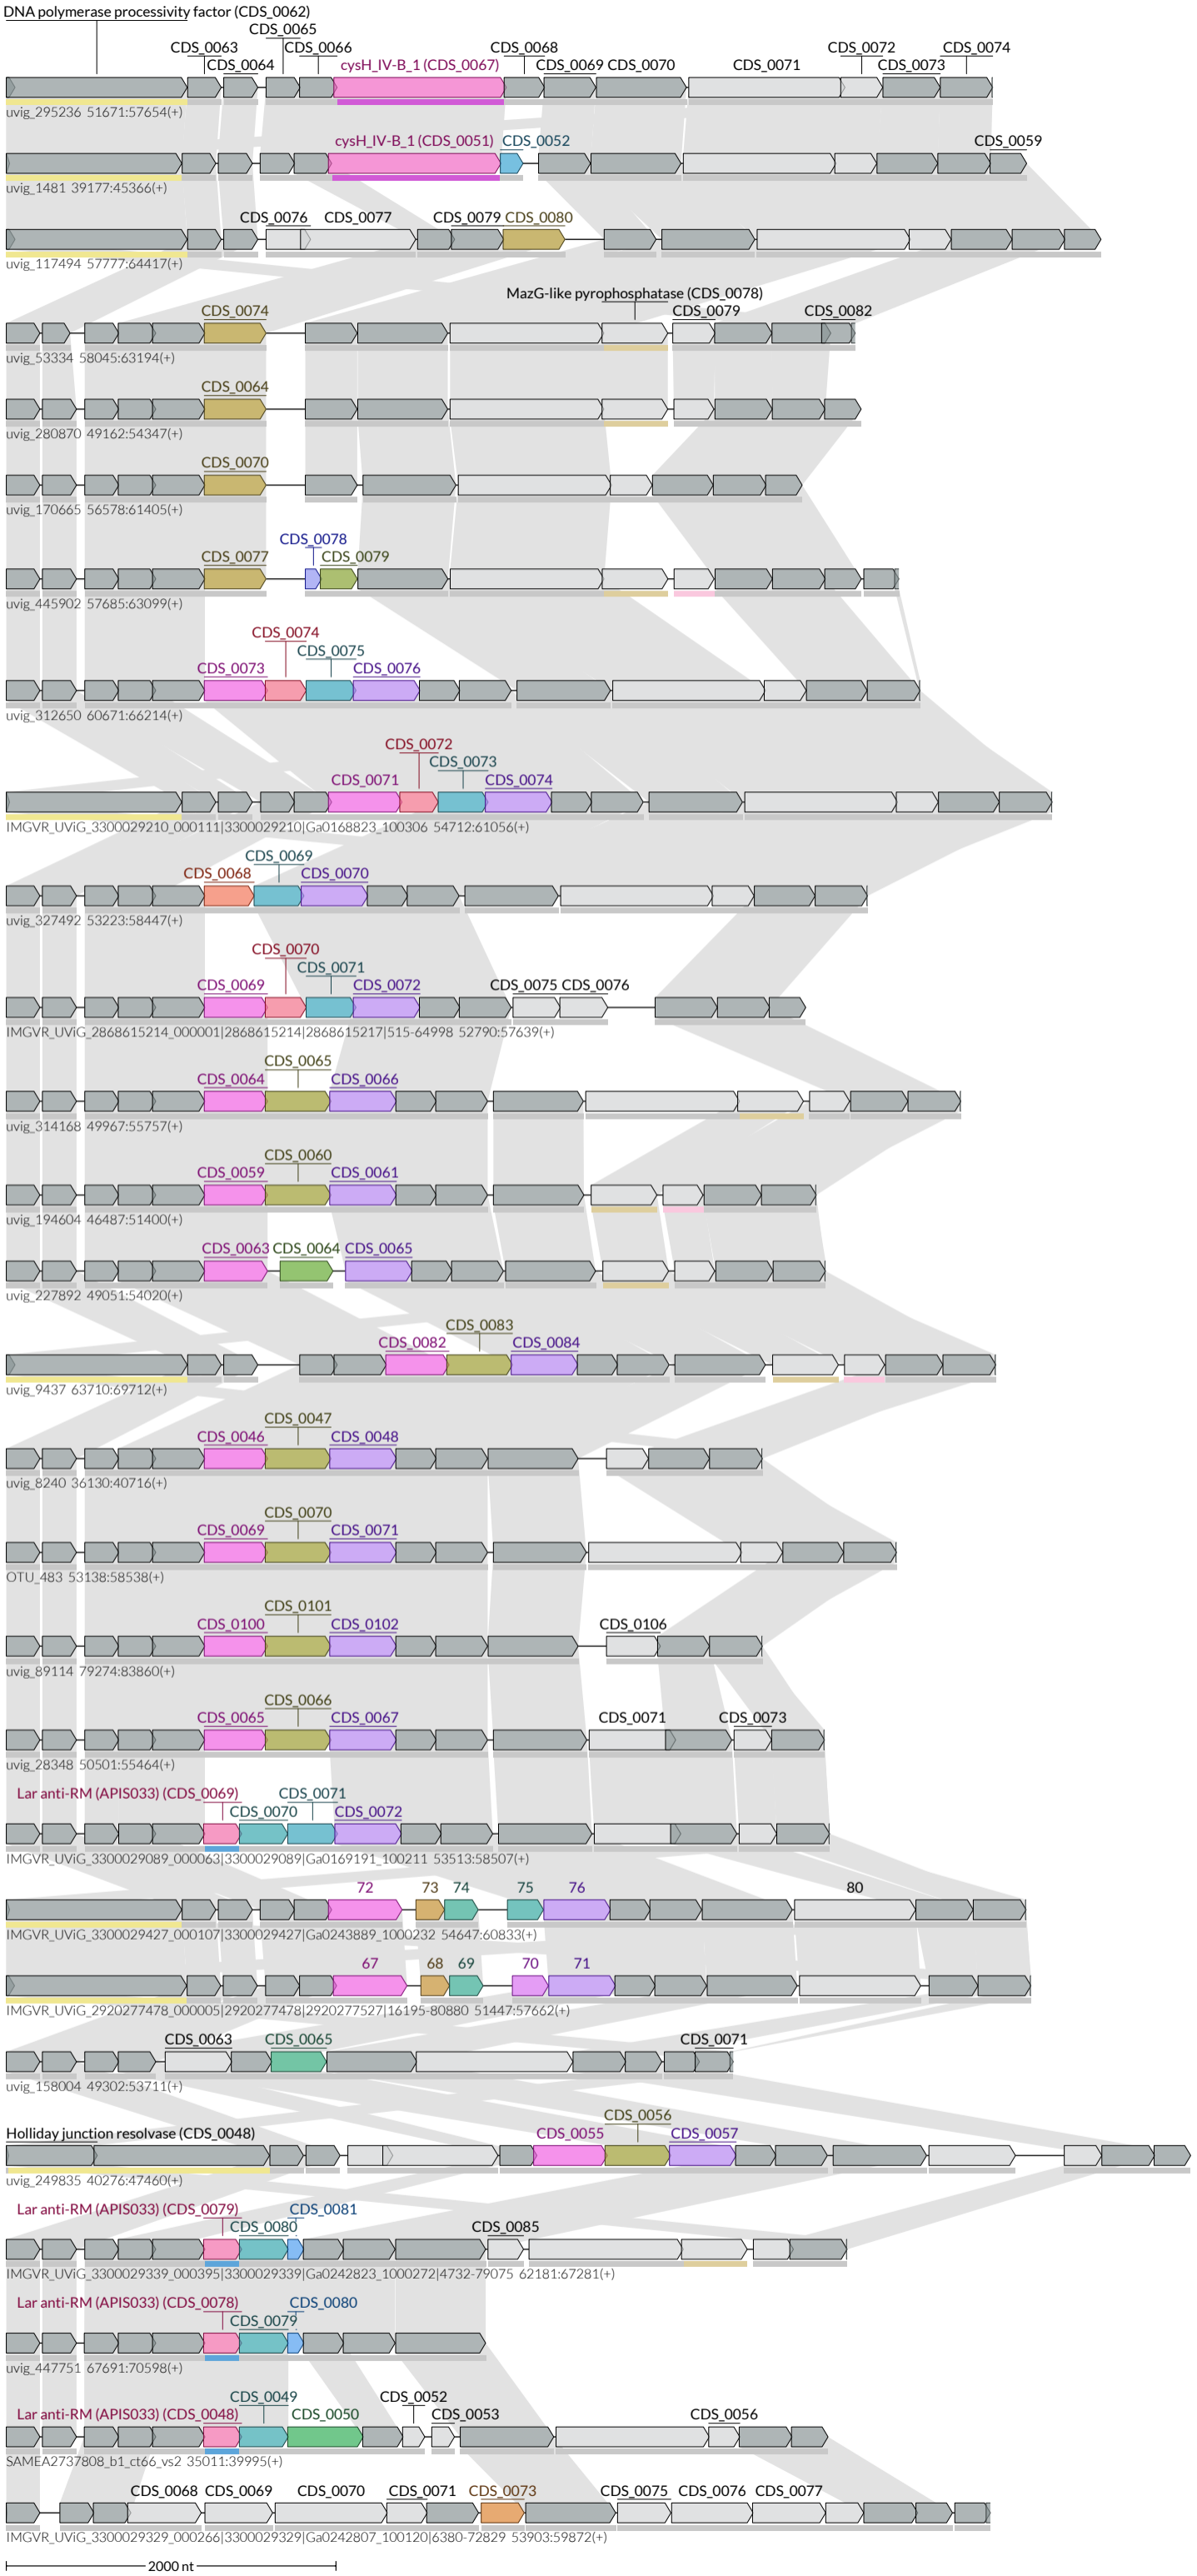 DNA polymerase processivity factor (CDS_0062)
CDS_0065
CDS_0063 CDS_0066 CDS_0068 CDS_0072 CDS_0074
CDS_0064 cysH_IV-B_1 (CDS_0067) CDS_0069 CDS_0070 CDS_0071 CDS_0073
uvig_295236 51671:57654(+)
cysH_IV-B_1 (CDS_0051) CDS_0052 CDS_0059
uvig_1481 39177:45366(+)
CDS_0076 CDS_0077 CDS_0079 CDS_0080
uvig_117494 57777:64417(+)
MazG-like pyrophosphatase (CDS_0078)
CDS_0074 CDS_0079 CDS_0082
uvig_53334 58045:63194(+)
CDS_0064
uvig_280870 49162:54347(+)
CDS_0070
uvig_170665 56578:61405(+)
CDS_0078
CDS_0077 CDS_0079
uvig_445902 57685:63099(+)
CDS_0074
CDS_0075
CDS_0073 CDS_0076
uvig_312650 60671:66214(+)
CDS_0072
CDS_0073
CDS_0071 CDS_0074
IMGVR_UViG_3300029210_000111|3300029210|Ga0168823_100306 54712:61056(+)
CDS_0069
CDS_0068 CDS_0070
uvig_327492 53223:58447(+)
CDS_0070
CDS_0071
CDS_0069 CDS_0072 CDS_0075 CDS_0076
IMGVR_UViG_2868615214_000001|2868615214|2868615217|515-64998 52790:57639(+)
CDS_0065
CDS_0064 CDS_0066
uvig_314168 49967:55757(+)
CDS_0060
CDS_0059 CDS_0061
uvig_194604 46487:51400(+)
CDS_0063 CDS_0064 CDS_0065
uvig_227892 49051:54020(+)
CDS_0083
CDS_0082 CDS_0084
uvig_9437 63710:69712(+)
CDS_0047
CDS_0046 CDS_0048
uvig_8240 36130:40716(+)
CDS_0070
CDS_0069 CDS_0071
OTU_483 53138:58538(+)
CDS_0101
CDS_0100 CDS_0102 CDS_0106
uvig_89114 79274:83860(+)
CDS_0066
CDS_0065 CDS_0067 CDS_0071 CDS_0073
uvig_28348 50501:55464(+)
Lar anti-RM (APIS033) (CDS_0069) CDS_0071
CDS_0070 CDS_0072
IMGVR_UViG_3300029089_000063|3300029089|Ga0169191_100211 53513:58507(+)
72 73 74 75 76 80
IMGVR_UViG_3300029427_000107|3300029427|Ga0243889_1000232 54647:60833(+)
67 68 69 70 71
IMGVR_UViG_2920277478_000005|2920277478|2920277527|16195-80880 51447:57662(+)
CDS_0063 CDS_0065 CDS_0071
uvig_158004 49302:53711(+)
CDS_0056
Holliday junction resolvase (CDS_0048) CDS_0055 CDS_0057
uvig_249835 40276:47460(+)
Lar anti-RM (APIS033) (CDS_0079) CDS_0081
CDS_0080 CDS_0085
IMGVR_UViG_3300029339_000395|3300029339|Ga0242823_1000272|4732-79075 62181:67281(+)
Lar anti-RM (APIS033) (CDS_0078) CDS_0080
CDS_0079
uvig_447751 67691:70598(+)
CDS_0049 CDS_0052
Lar anti-RM (APIS033) (CDS_0048) CDS_0050 CDS_0053 CDS_0056
SAMEA2737808_b1_ct66_vs2 35011:39995(+)
CDS_0068 CDS_0069 CDS_0070 CDS_0071 CDS_0073 CDS_0075 CDS_0076 CDS_0077
IMGVR_UViG_3300029329_000266|3300029329|Ga0242807_100120|6380-72829 53903:59872(+)
2000 nt